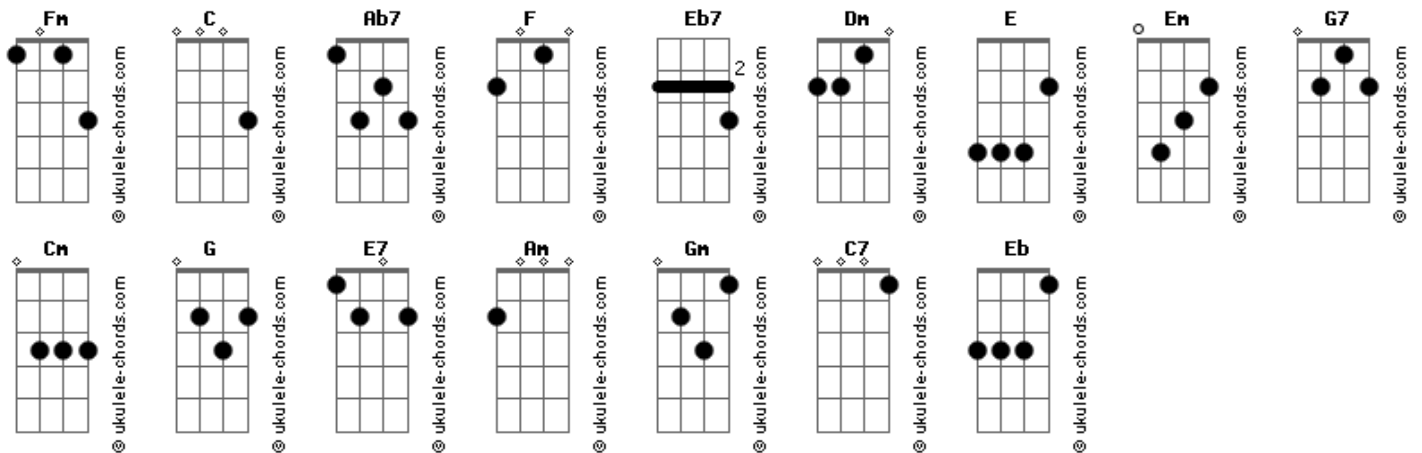 Fm C Ab7 F Eb7 Dm E Em G7
2
© ukulele-chords.com © ukulele-chords.com © ukulele-chords.com © ukulele-chords.com © ukulele-chords.com © ukulele-chords.com © ukulele-chords.com © ukulele-chords.com © ukulele-chords.com
Cm G E7 Am Gm C7 Eb
© ukulele-chords.com © ukulele-chords.com © ukulele-chords.com © ukulele-chords.com © ukulele-chords.com © ukulele-chords.com © ukulele-chords.com